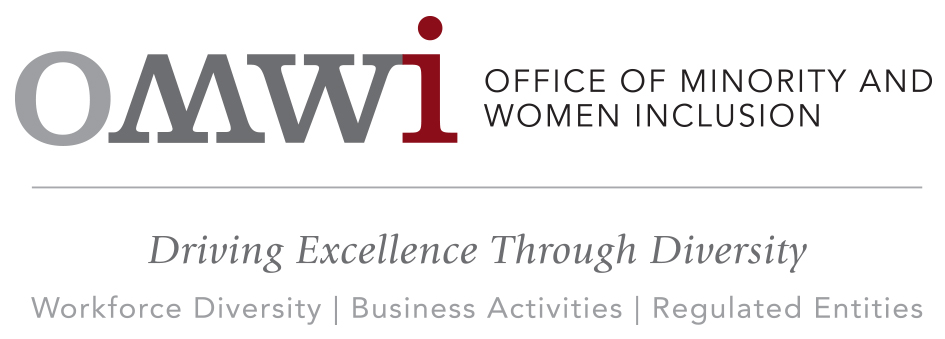 OMWi
OFFICE OF MINORITY AND
WOMEN INCLUSION
Driving Excellence Through Diversity
Workforce Diversity | Business Activities | Regulated Entities